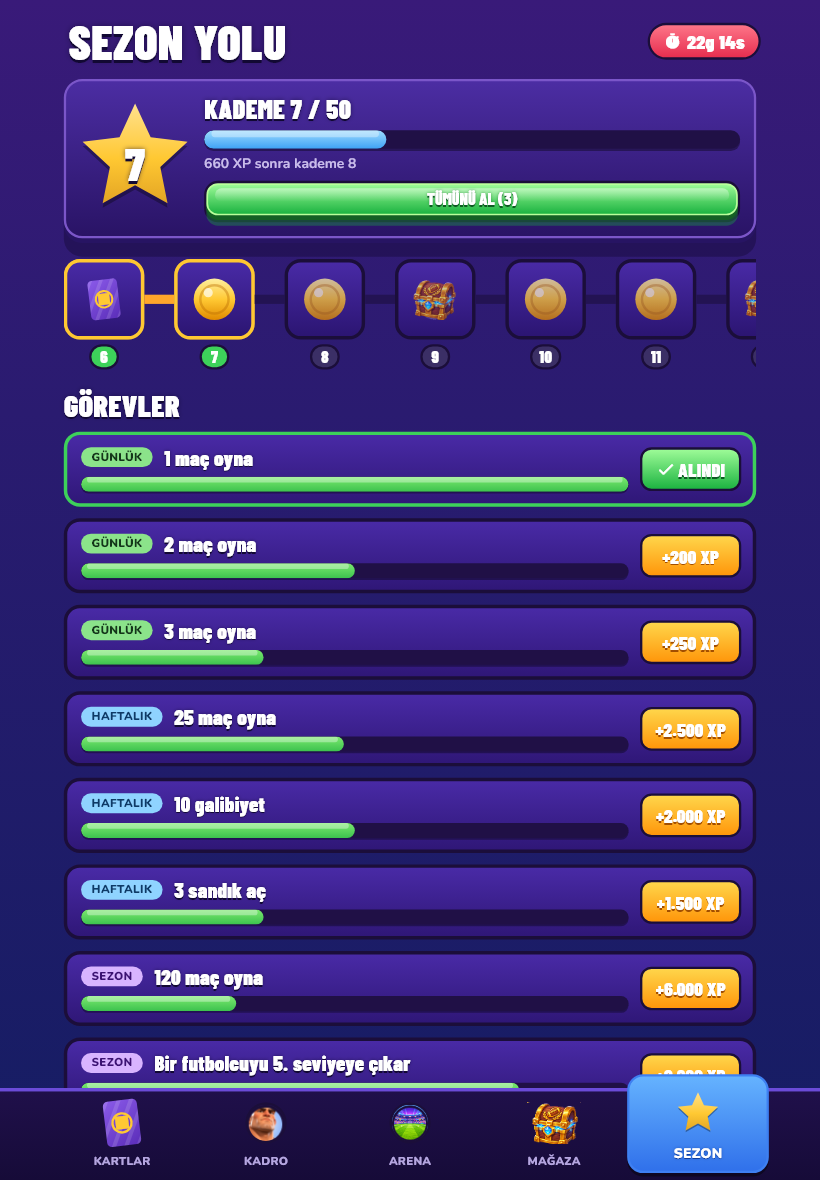 SEZON YOLU
22g 14s
7
KADEME 7 / 50
660 XP sonra kademe 8
TÜMÜNÜ AL (3)
6 7 8 9 10 11
GÖREVLER
GÜNLÜK 1 maç oyna
ALINDI
GÜNLÜK 2 maç oyna
+200 XP
GÜNLÜK 3 maç oyna
+250 XP
HAFTALIK 25 maç oyna
+2.500 XP
HAFTALIK 10 galibiyet
+2.000 XP
HAFTALIK 3 sandık aç
+1.500 XP
SEZON 120 maç oyna
+6.000 XP
SEZON Bir futbolcuyu 5. seviyeye çıkar
KARTLAR KADRO ARENA MAĞAZA SEZON